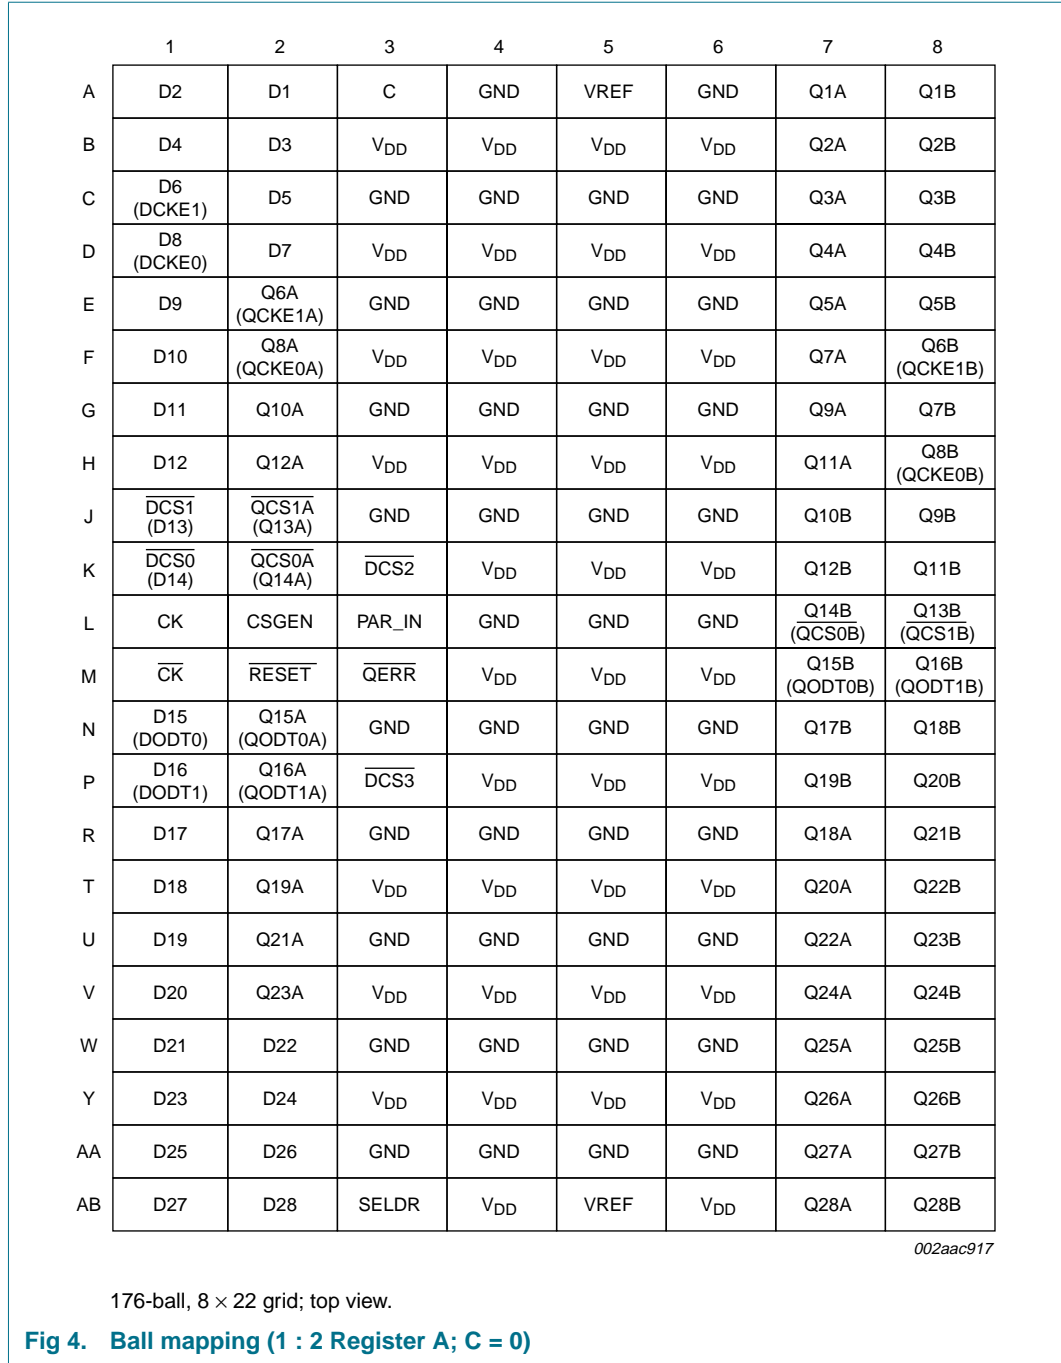 1 2 3 4 5 6 7 8
A D2 D1 C GND VREF GND Q1A Q1B
B D4 D3 VDD VDD VDD VDD Q2A Q2B
C D6 (DCKE1) D5 GND GND GND GND Q3A Q3B
D D8 (DCKE0) D7 VDD VDD VDD VDD Q4A Q4B
E D9 Q6A (QCKE1A) GND GND GND GND Q5A Q5B
F D10 Q8A (QCKE0A) VDD VDD VDD VDD Q7A Q6B (QCKE1B)
G D11 Q10A GND GND GND GND Q9A Q7B
H D12 Q12A VDD VDD VDD VDD Q11A Q8B (QCKE0B)
J DCS1 (D13) QCS1A (Q13A) GND GND GND GND Q10B Q9B
K DCS0 (D14) QCS0A (Q14A) DCS2 VDD VDD VDD Q12B Q11B
L CK CSGEN PAR_IN GND GND GND Q14B (QCS0B) Q13B (QCS1B)
M CK RESET QERR VDD VDD VDD Q15B (QODT0B) Q16B (QODT1B)
N D15 (DODT0) Q15A (QODT0A) GND GND GND GND Q17B Q18B
P D16 (DODT1) Q16A (QODT1A) DCS3 VDD VDD VDD Q19B Q20B
R D17 Q17A GND GND GND GND Q18A Q21B
T D18 Q19A VDD VDD VDD VDD Q20A Q22B
U D19 Q21A GND GND GND GND Q22A Q23B
V D20 Q23A VDD VDD VDD VDD Q24A Q24B
W D21 D22 GND GND GND GND Q25A Q25B
Y D23 D24 VDD VDD VDD VDD Q26A Q26B
AA D25 D26 GND GND GND GND Q27A Q27B
AB D27 D28 SELDR VDD VREF VDD Q28A Q28B
002aac917
176-ball, 8 × 22 grid; top view.
Fig 4. Ball mapping (1 : 2 Register A; C = 0)